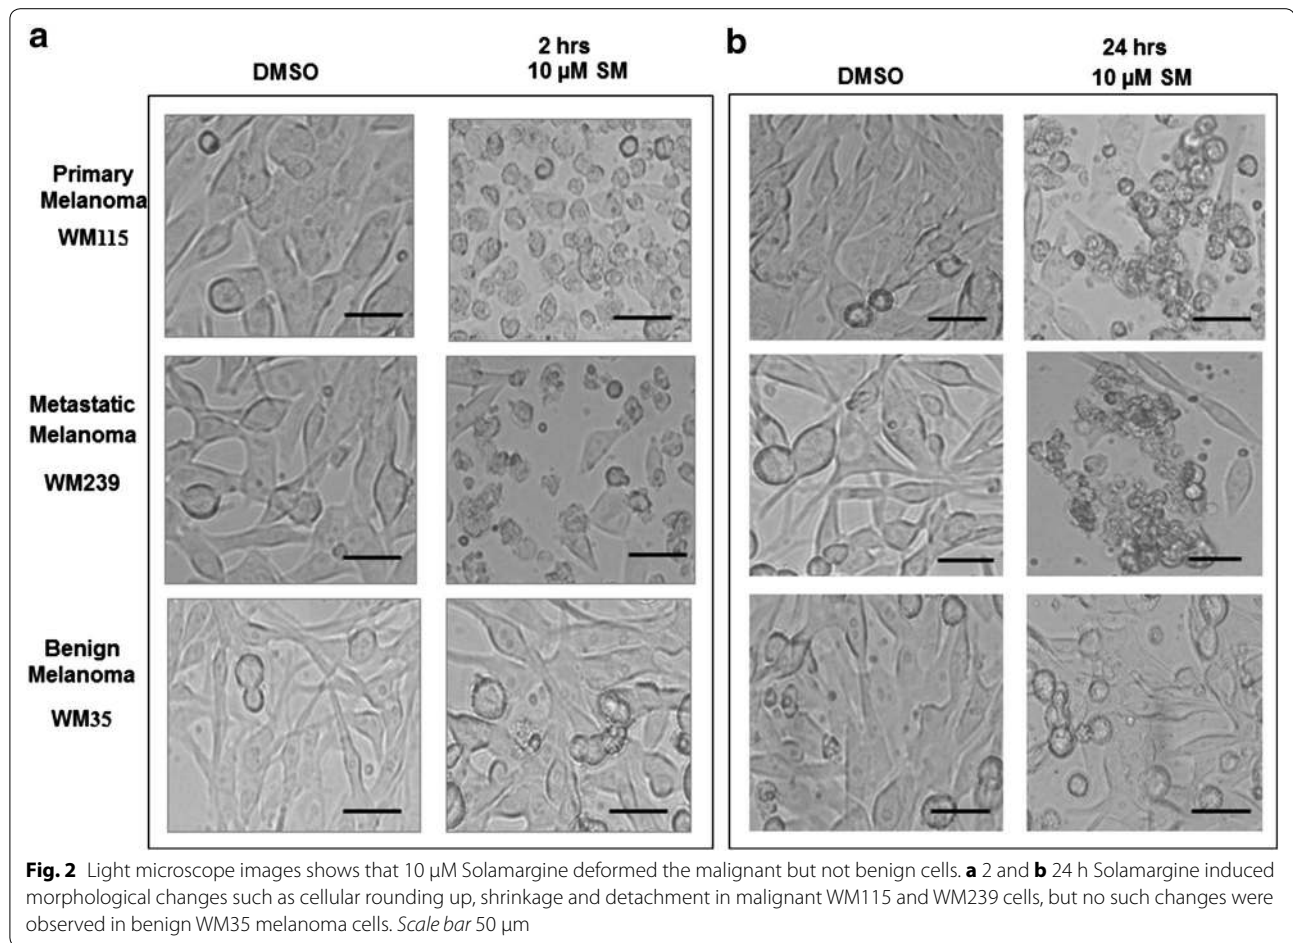 a
b
2 hrs
24 hrs
DMSO
10 µM SM
DMSO
10 µM SM
Primary
Melanoma
WM115
Metastatic
Melanoma
WM239
Benign
Melanoma
WM35
Fig. 2 Light microscope images shows that 10 µM Solamargine deformed the malignant but not benign cells. a 2 and b 24 h Solamargine induced
morphological changes such as cellular rounding up, shrinkage and detachment in malignant WM115 and WM239 cells, but no such changes were
observed in benign WM35 melanoma cells. Scale bar 50 µm